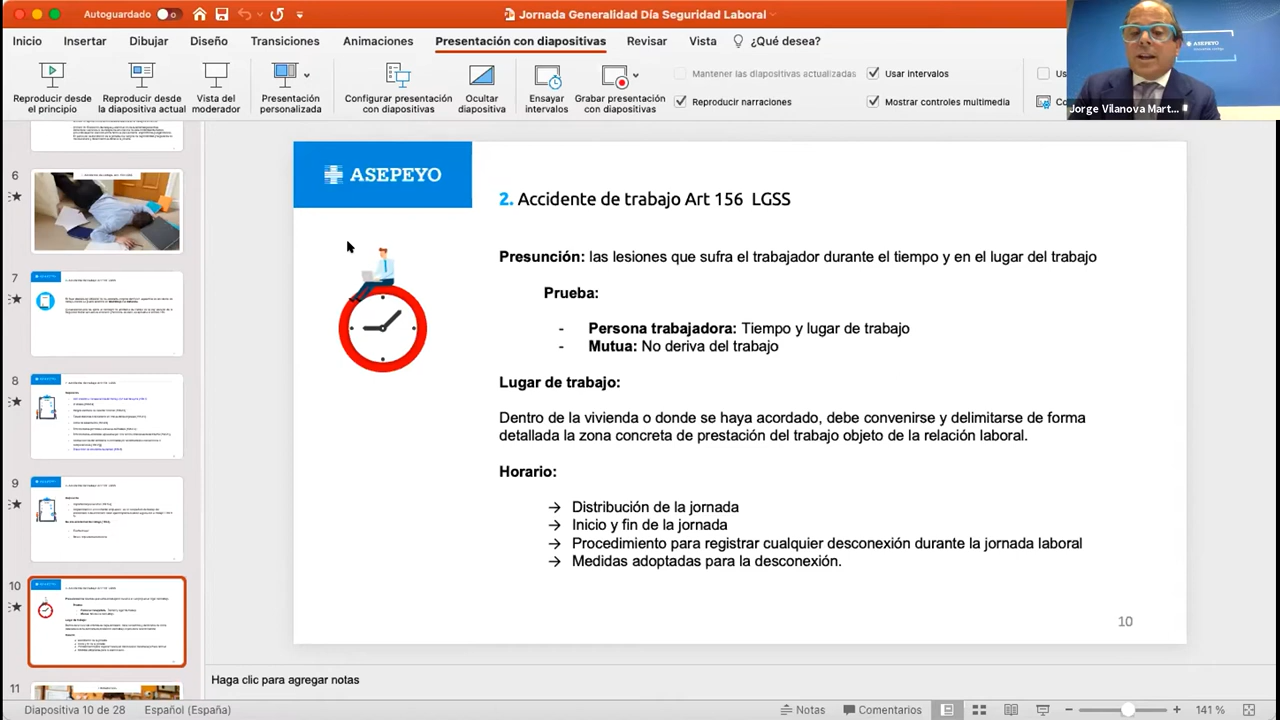 Autoguardado
Jornada Generalidad Día Seguridad Laboral
Inicio Insertar Dibujar Diseño Transiciones Animaciones Presentación con diapositivas Revisar Vista ¿Qué desea?
Reproducir desde el principio
Reproducir desde la diapositiva actual
Vista del moderador
Presentación personalizada
Configurar presentación con diapositivas
Ocultar diapositiva
Ensayar intervalos
Grabar presentación con diapositivas
Mantener las diapositivas actualizadas
Usar intervalos
Reproducir narraciones
Mostrar controles multimedia
ASEPEYO
Jorge Vilanova Mart...
6
7
8
9
10
11
ASEPEYO
2. Accidente de trabajo Art 156 LGSS
Presunción: las lesiones que sufra el trabajador durante el tiempo y en el lugar del trabajo
Prueba:
- Persona trabajadora: Tiempo y lugar de trabajo
- Mutua: No deriva del trabajo
Lugar de trabajo:
Dentro de la vivienda o donde se haya acordado, debe convenirse y delimitarse de forma
detallada la zona concreta de prestación del trabajo objeto de la relación laboral.
Horario:
→ Distribución de la jornada
→ Inicio y fin de la jornada
→ Procedimiento para registrar cualquier desconexión durante la jornada laboral
→ Medidas adoptadas para la desconexión.
10
Haga clic para agregar notas
Diapositiva 10 de 28 Español (España) Notas Comentarios 141 %